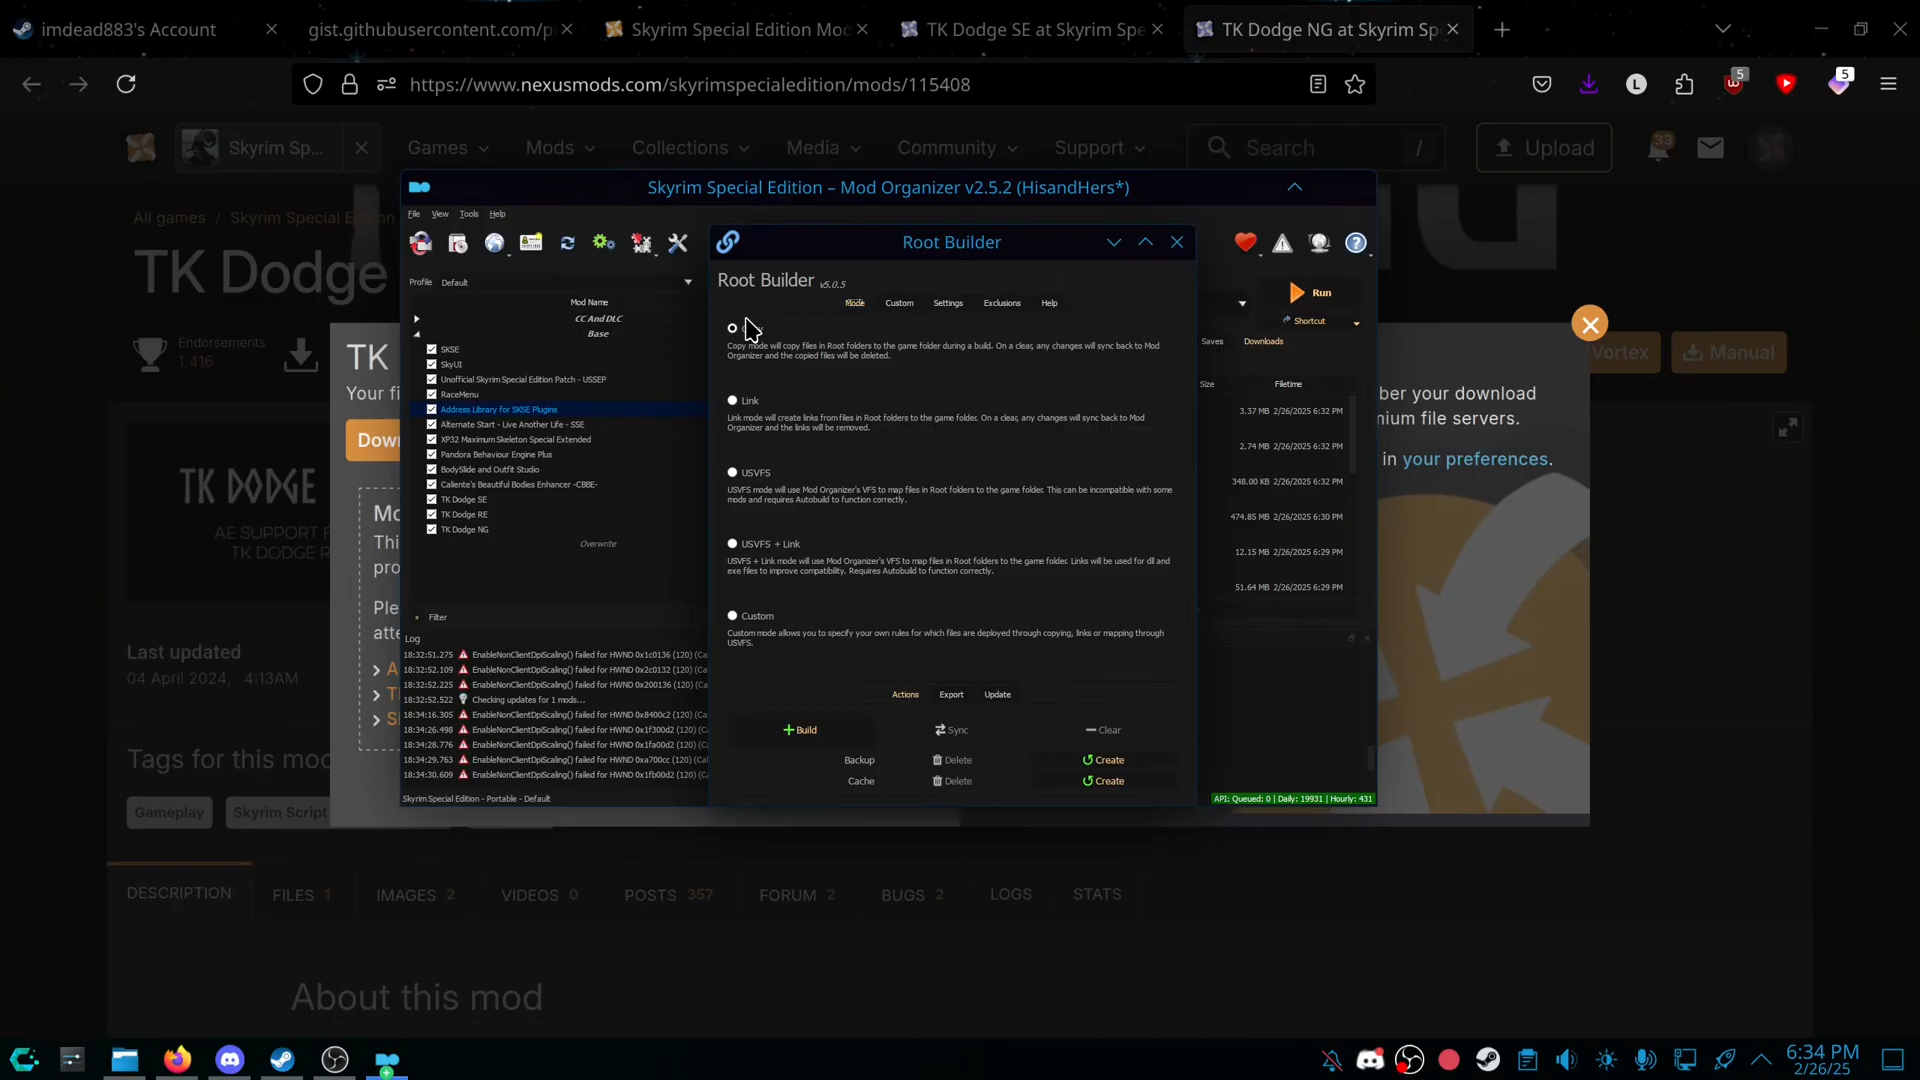 imdead883's Account
gist.githubusercontent.com/p
Skyrim Special Edition Mod
TK Dodge SE at Skyrim Spe
TK Dodge NG at Skyrim Sp
https://www.nexusmods.com/skyrimspecialedition/mods/115408
L
5
5
Skyrim Sp...
Games
Mods
Collections
Media
Community
Support
Search
/
Upload
33
All games / Skyrim Special Edition
TK Dodge
Endorsements
1,416
Vortex
Manual
TK
Your fi
Dow
ber your download
nium file servers.
in your preferences.
Mo
This
pro
Ple
atte
TK DODGE
AE SUPPORT F
TK DODGE R
Last updated
04 April 2024, 4:13AM
Tags for this mod
Gameplay
Skyrim Script
DESCRIPTION
FILES 1
IMAGES 2
VIDEOS 0
POSTS 357
FORUM 2
BUGS 2
LOGS
STATS
About this mod
Skyrim Special Edition – Mod Organizer v2.5.2 (HisandHers*)
File View Tools Help
Profile Default
Mod Name
CC And DLC
Base
SKSE
SkyUI
Unofficial Skyrim Special Edition Patch - USSEP
RaceMenu
Address Library for SKSE Plugins
Alternate Start - Live Another Life - SSE
XP32 Maximum Skeleton Special Extended
Pandora Behaviour Engine Plus
BodySlide and Outfit Studio
Caliente's Beautiful Bodies Enhancer -CBBE-
TK Dodge SE
TK Dodge RE
TK Dodge NG
Overwrite
Filter
Log
18:32:51.275 EnableNonClientDpiScaling() failed for HWND 0x1c0136 (120) (Ca
18:32:52.109 EnableNonClientDpiScaling() failed for HWND 0x2c0132 (120) (Ca
18:32:52.225 EnableNonClientDpiScaling() failed for HWND 0x200136 (120) (Ca
18:32:52.522 Checking updates for 1 mods...
18:34:16.305 EnableNonClientDpiScaling() failed for HWND 0x8400c2 (120) (Ca
18:34:26.498 EnableNonClientDpiScaling() failed for HWND 0x1f300d2 (120) (Ca
18:34:28.776 EnableNonClientDpiScaling() failed for HWND 0x1fa00d2 (120) (Ca
18:34:29.763 EnableNonClientDpiScaling() failed for HWND 0xa700cc (120) (Ca
18:34:30.609 EnableNonClientDpiScaling() failed for HWND 0x1fb00d2 (120) (Ca
Skyrim Special Edition - Portable - Default
Run
Shortcut
Saves
Downloads
Size
Filetime
3.37 MB 2/26/2025 6:32 PM
2.74 MB 2/26/2025 6:32 PM
348.00 KB 2/26/2025 6:32 PM
474.85 MB 2/26/2025 6:30 PM
12.15 MB 2/26/2025 6:29 PM
51.64 MB 2/26/2025 6:29 PM
API: Queued: 0 | Daily: 19931 | Hourly: 431
Root Builder
Root Builder v5.0.5
Mode
Custom
Settings
Exclusions
Help
Copy mode will copy files in Root folders to the game folder during a build. On a clear, any changes will sync back to Mod
Organizer and the copied files will be deleted.
Link
Link mode will create links from files in Root folders to the game folder. On a clear, any changes will sync back to Mod
Organizer and the links will be removed.
USVFS
USVFS mode will use Mod Organizer's VFS to map files in Root folders to the game folder. This can be incompatible with some
mods and requires Autobuild to function correctly.
USVFS + Link
USVFS + Link mode will use Mod Organizer's VFS to map files in Root folders to the game folder. Links will be used for dll and
exe files to improve compatibility. Requires Autobuild to function correctly.
Custom
Custom mode allows you to specify your own rules for which files are deployed through copying, links or mapping through
USVFS.
Actions
Export
Update
Build
Sync
Clear
Backup
Delete
Create
Cache
Delete
Create
6:34 PM
2/26/25